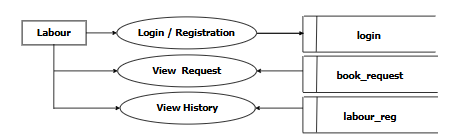 Labour
Login / Registration
login
View Request
book_request
View History
labour_reg